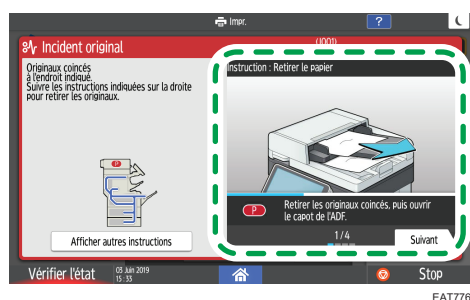 Impr.
?
Incident original
(J001)
Originaux coincés
à l'endroit indiqué.
Suivre les instructions indiquées sur la droite
pour retirer les originaux.
Instruction : Retirer le papier
P
P
Retirer les originaux coincés, puis ouvrir
le capot de l'ADF.
Afficher autres instructions
1/4
Suivant
Vérifier l'état
03 Juin 2019
15 : 33
Stop
EAT776